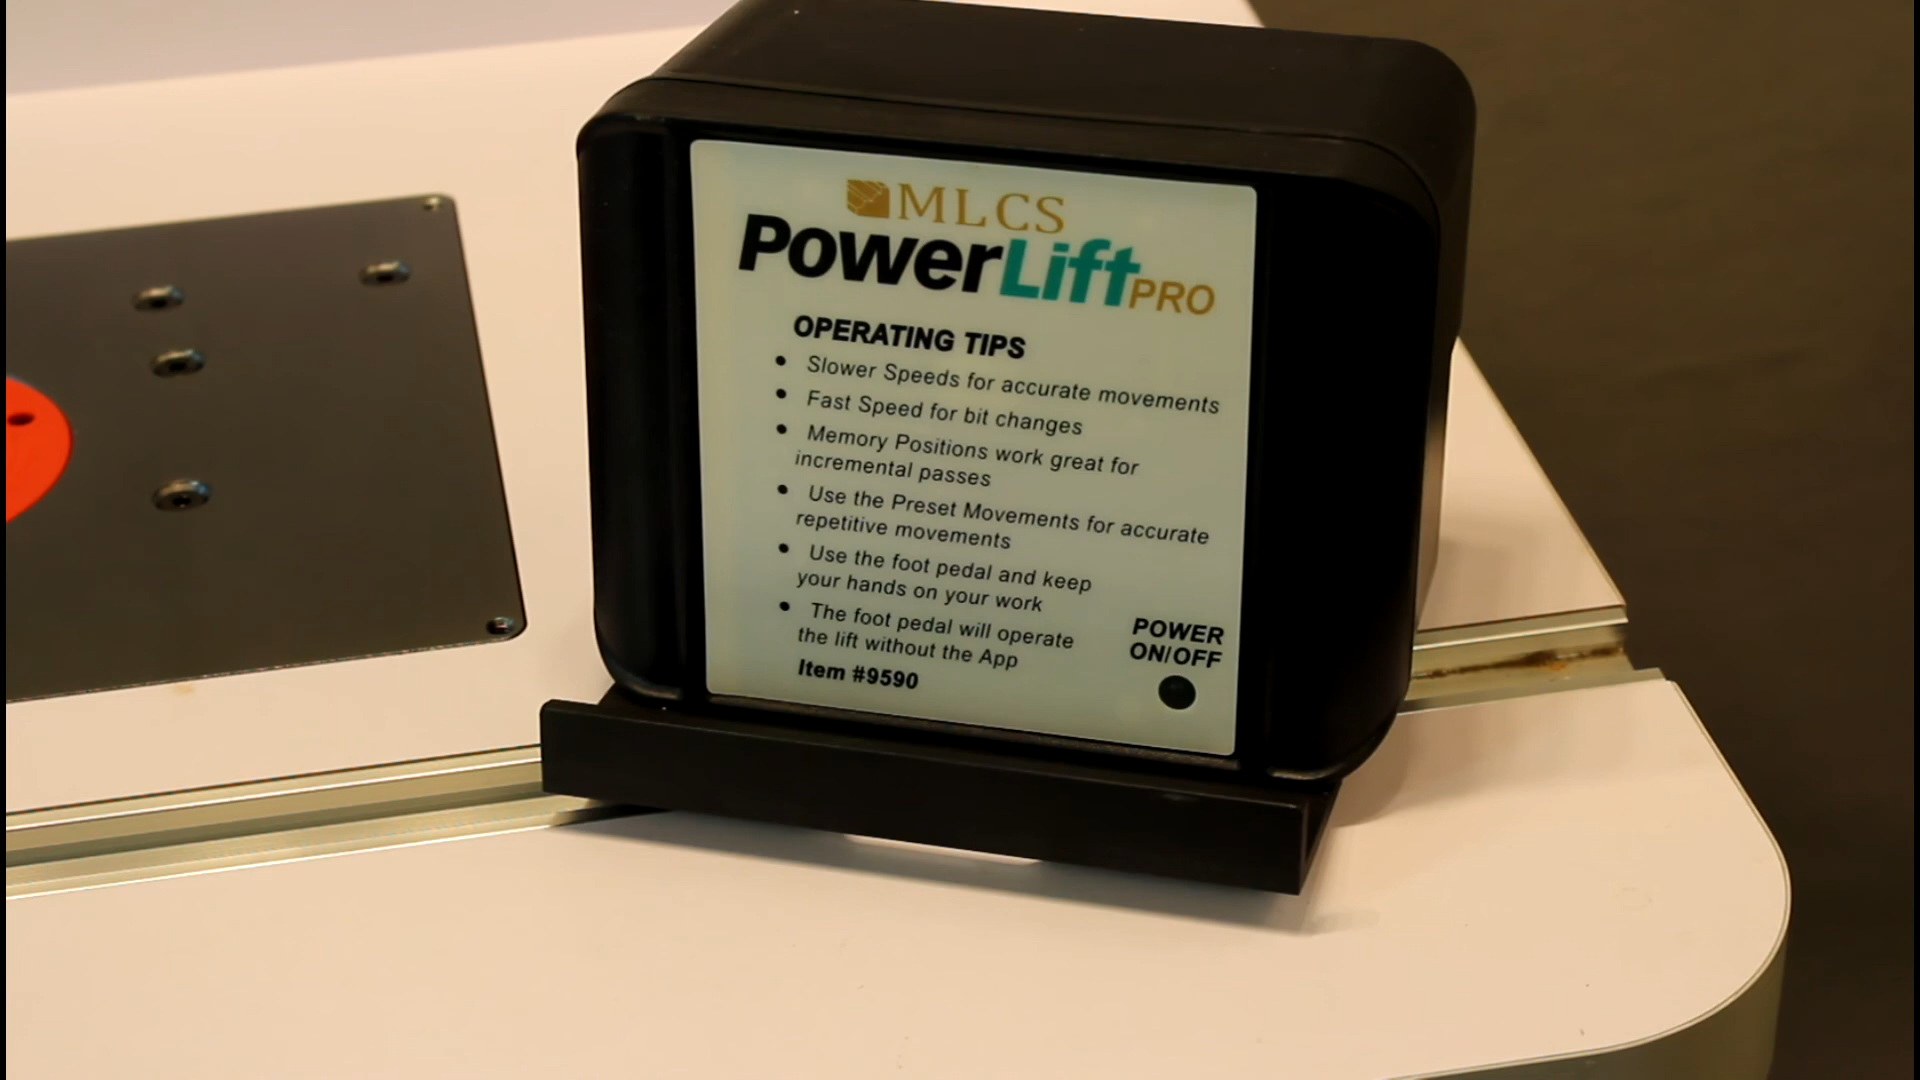 MLCS
PowerLift PRO
OPERATING TIPS
• Slower Speeds for accurate movements
• Fast Speed for bit changes
• Memory Positions work great for
incremental passes
• Use the Preset Movements for accurate
repetitive movements
• Use the foot pedal and keep
your hands on your work
• The foot pedal will operate
the lift without the App
Item #9590
POWER
ON/OFF